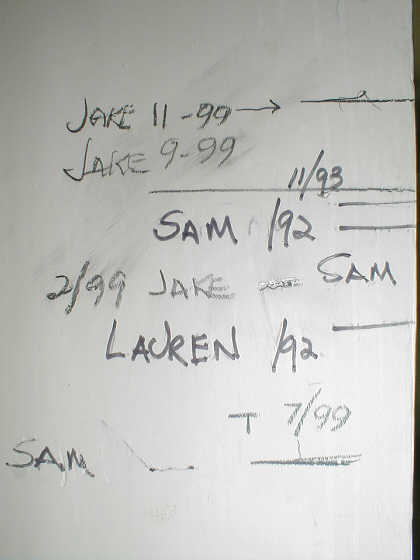 JAKE 11-99 →
JAKE 9-99
11/93
SAM /92
SAM
2/99 JAKE
LAUREN /92
T 7/99
SAM